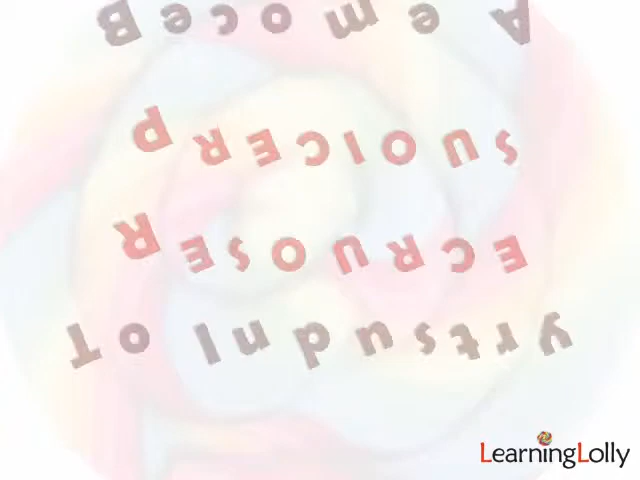 Become A
PRECIOUS
RESOURCE
To Industry
LearningLolly